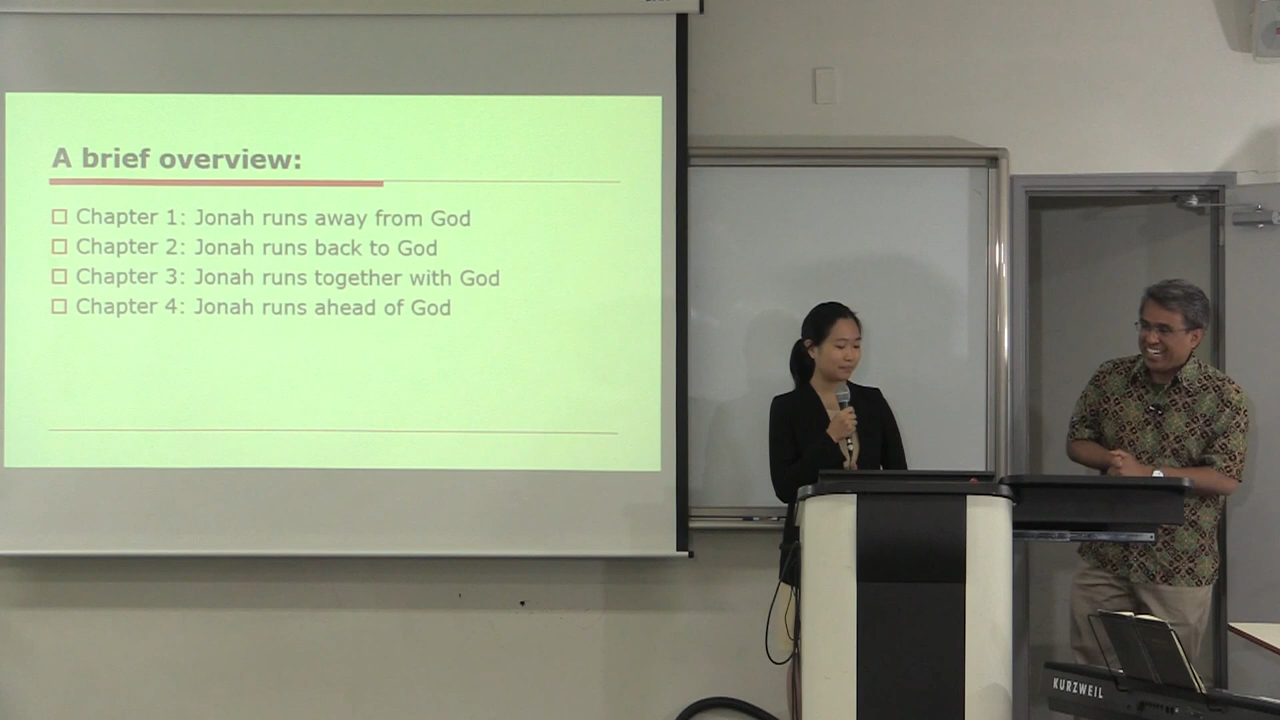 A brief overview:
Chapter 1: Jonah runs away from God
Chapter 2: Jonah runs back to God
Chapter 3: Jonah runs together with God
Chapter 4: Jonah runs ahead of God
KURZWEIL